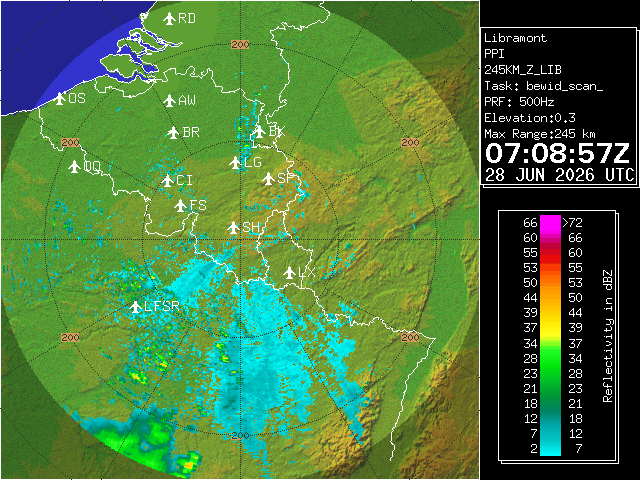 Libramont
PPI
245KM_Z_LIB
Task: bewid_scan_
PRF: 500Hz
Elevation:0.3
Max Range:245 km
07:08:57Z
28 JUN 2026 UTC
RD
200
OS
AW
BR
BK
200
200
QQ
LG
CI
SP
FS
SH
LX
LFSR
200
200
200
66 >72
60 66
55 60
53 55
50 53
44 50
39 44
37 39
34 37
28 34
23 28
21 23
18 21
12 18
7 12
2 7
Reflectivity in dBZ